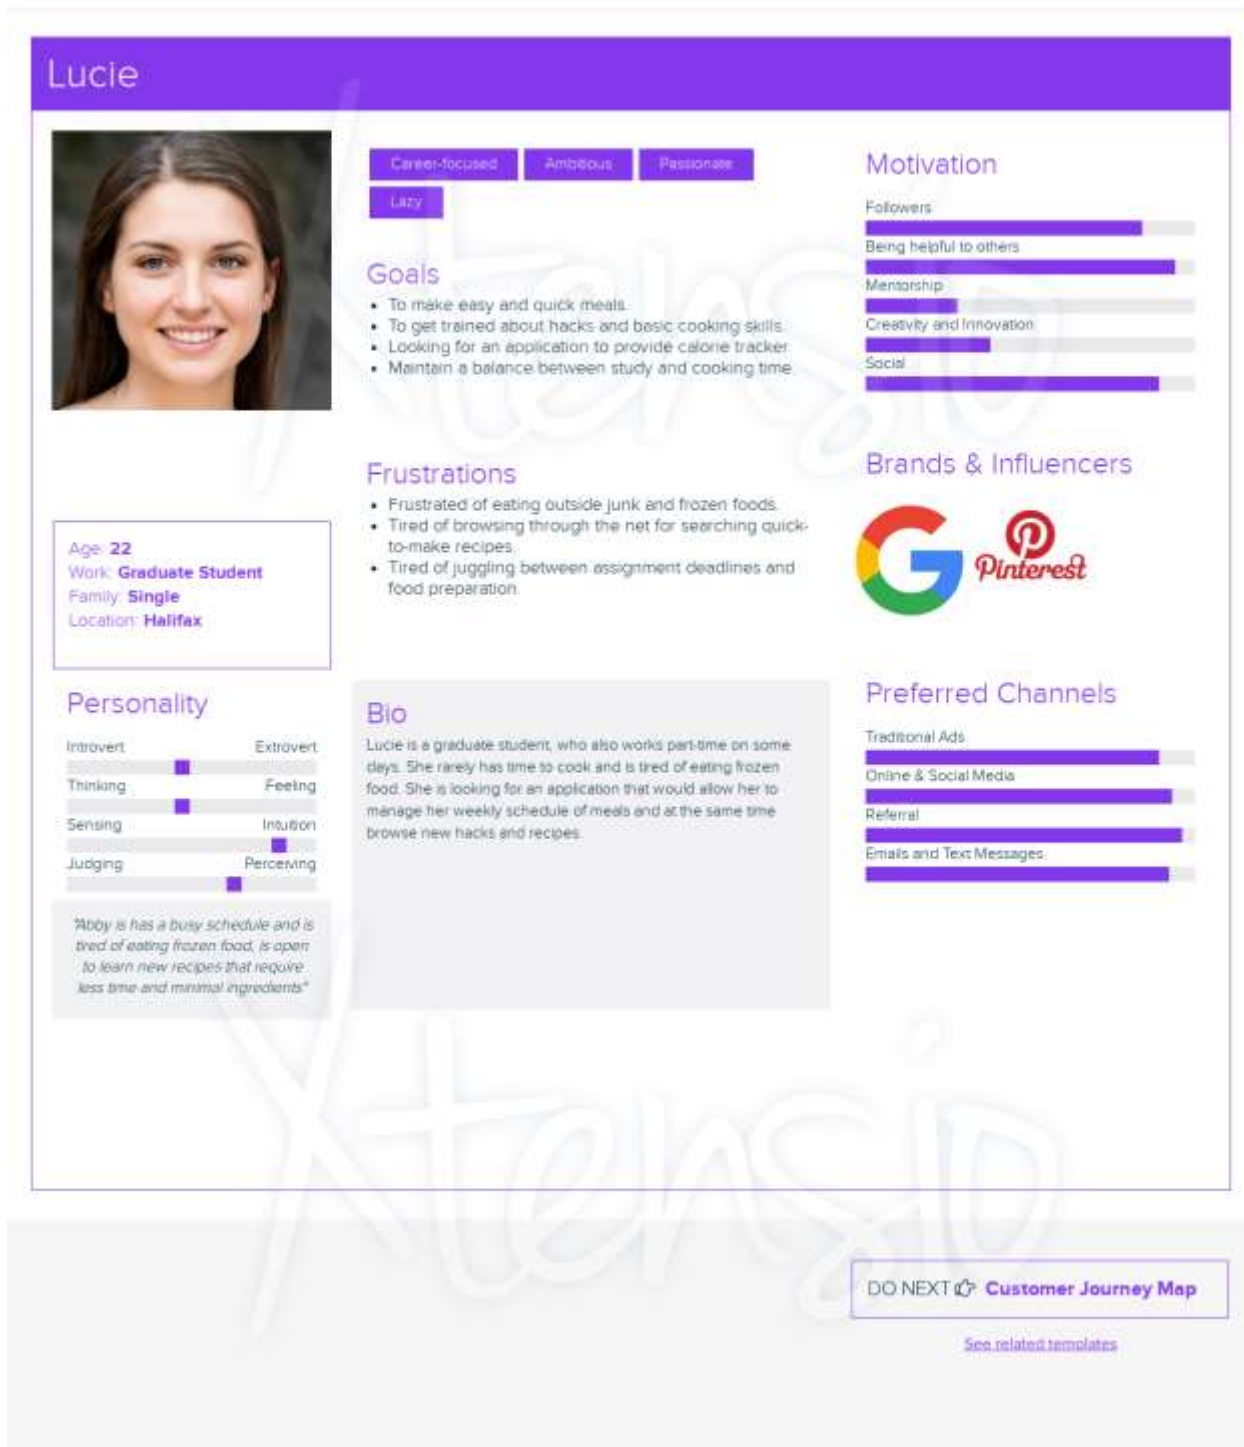 Lucie
Career-focused
Ambitious
Passionate
Lazy
Goals
To make easy and quick meals.
To get trained about hacks and basic cooking skills.
Looking for an application to provide calorie tracker.
Maintain a balance between study and cooking time.
Frustrations
Frustrated of eating outside junk and frozen foods.
Tired of browsing through the net for searching quick-
to-make recipes.
Tired of juggling between assignment deadlines and
food preparation.
Motivation
Followers
Being helpful to others
Mentorship
Creativity and Innovation
Social
Brands & Influencers
G
Pinterest
Age: 22
Work: Graduate Student
Family: Single
Location: Halifax
Personality
Introvert Extrovert
Thinking Feeling
Sensing Intuition
Judging Perceiving
"Abby is has a busy schedule and is
tired of eating frozen food, is open
to learn new recipes that require
less time and minimal ingredients"
Bio
Lucie is a graduate student, who also works part-time on some
days. She rarely has time to cook and is tired of eating frozen
food. She is looking for an application that would allow her to
manage her weekly schedule of meals and at the same time
browse new hacks and recipes.
Preferred Channels
Traditional Ads
Online & Social Media
Referral
Emails and Text Messages
Xtensio
Xtensio
DO NEXT Customer Journey Map
See related templates